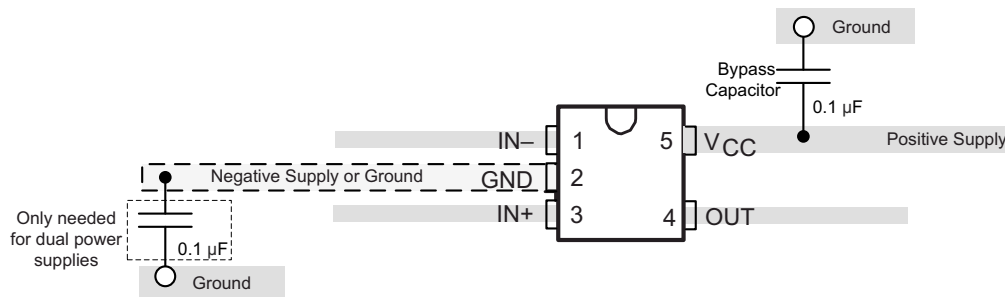 Ground
Bypass
Capacitor
0.1 µF
IN–
1
5
VCC
Positive Supply
Negative Supply or Ground
GND
2
IN+
3
4
OUT
Only needed
for dual power
supplies
0.1 µF
Ground